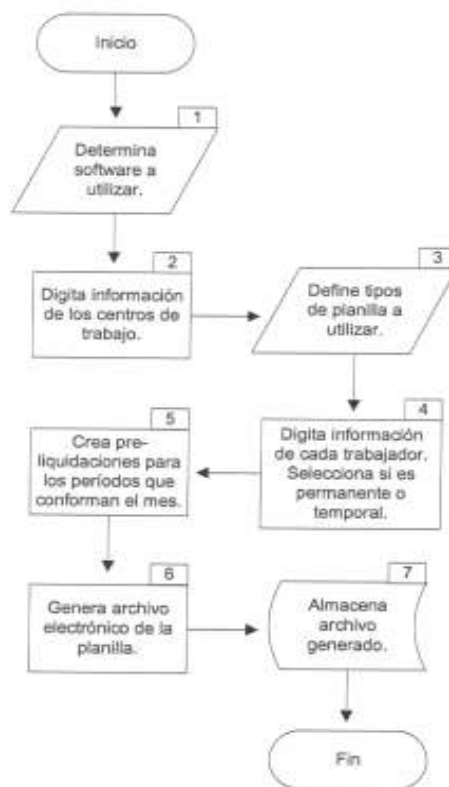 Inicio
1
Determina
software a
utilizar.
2
Digita información
de los centros de
trabajo.
3
Define tipos
de planilla a
utilizar.
4
Digita información
de cada trabajador.
Selecciona si es
permanente o
temporal.
5
Crea pre-
liquidaciones para
los períodos que
conforman el mes.
6
Genera archivo
electrónico de la
planilla.
7
Almacena
archivo
generado.
Fin